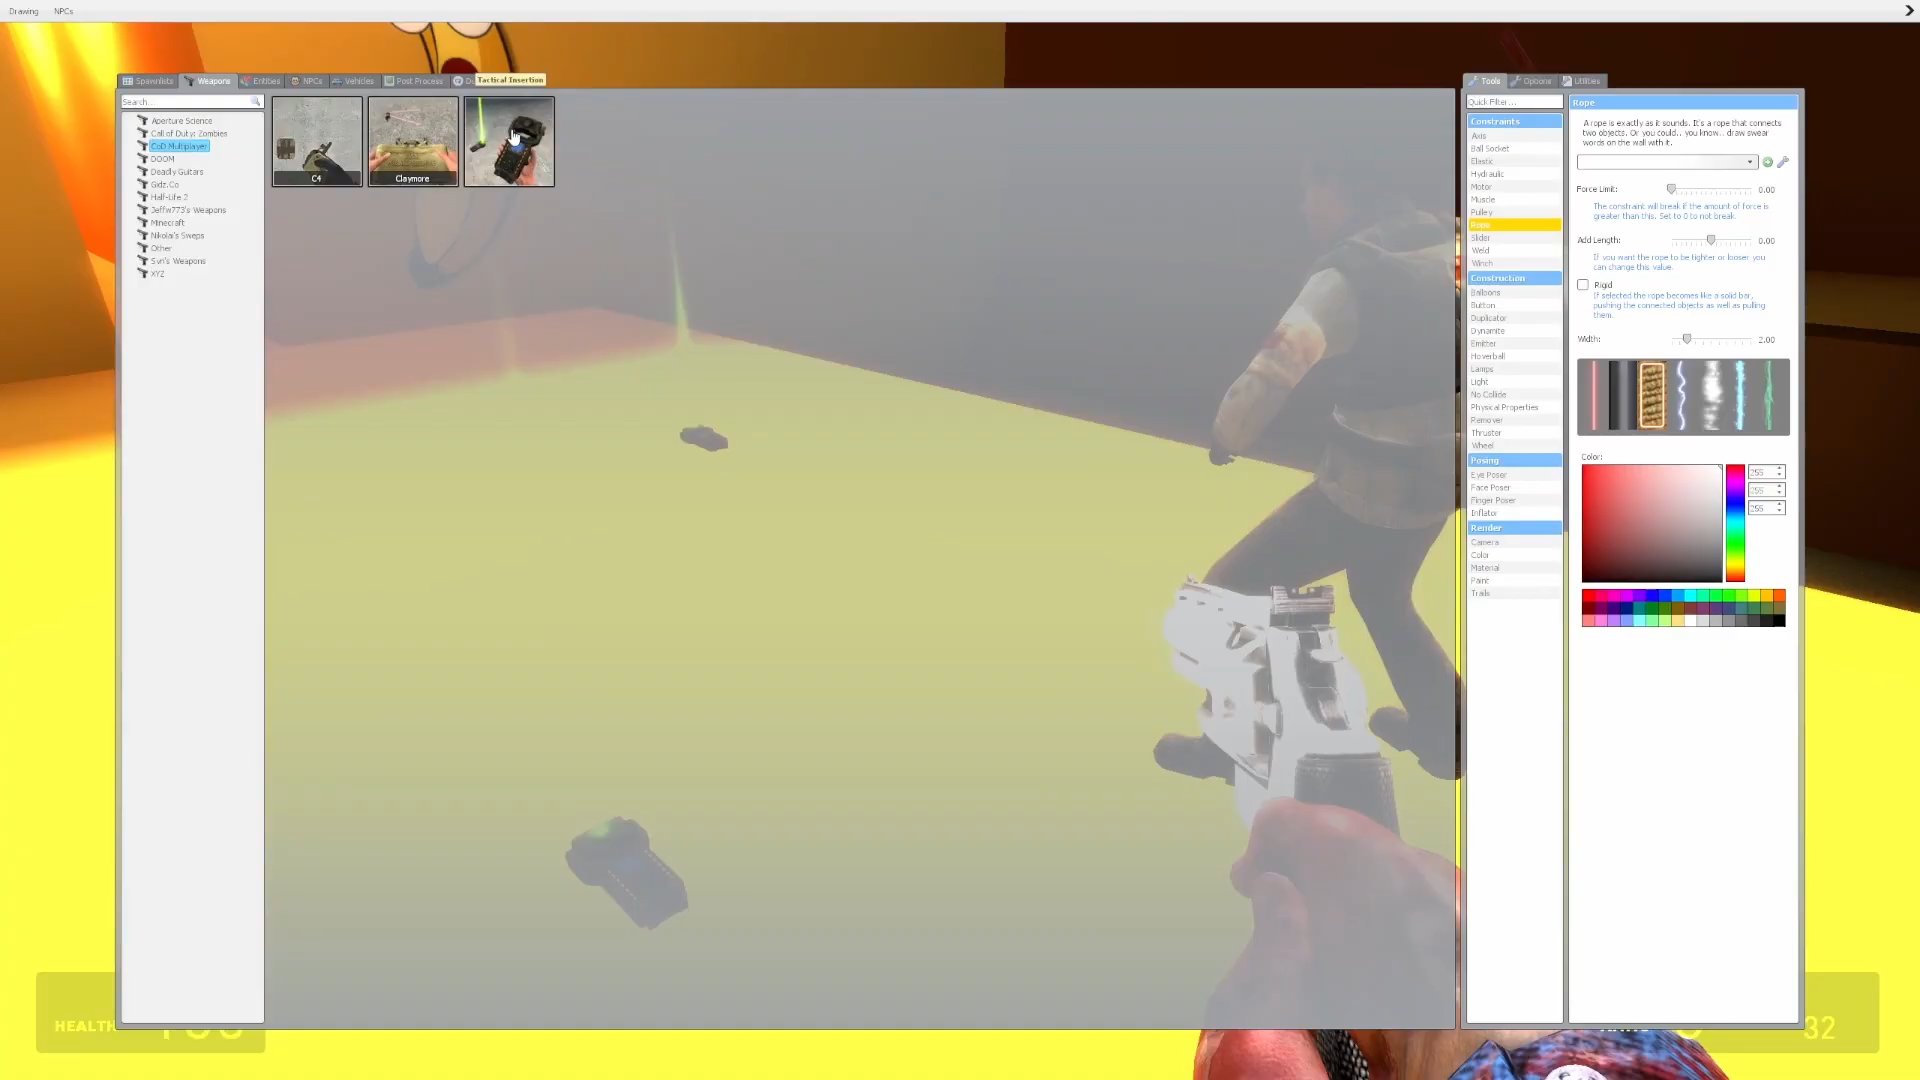 Drawing NPCs
Spawnlists Weapons Entities NPCs Vehicles Post Process
Tactical Insertion
Search...
Aperture Science
Call of Duty: Zombies
CoD Multiplayer
DOOM
Deadly Guitars
Gidz.Co
Half-Life 2
Jeffw773's Weapons
Minecraft
Nikolai's Sweps
Other
Svn's Weapons
XYZ
C4
Claymore
HEALTH
32
Tools Options Utilities
Quick Filter...
Constraints
Axis
Ball Socket
Elastic
Hydraulic
Motor
Muscle
Pulley
Rope
Slider
Weld
Winch
Construction
Balloons
Button
Duplicator
Dynamite
Emitter
Hoverball
Lamps
Light
No Collide
Physical Properties
Remover
Thruster
Wheel
Posing
Eye Poser
Face Poser
Finger Poser
Inflator
Render
Camera
Color
Material
Paint
Trails
Rope
A rope is exactly as it sounds. It's a rope that connects
two objects. Or you could.. you know.. draw swear
words on the wall with it.
Force Limit: 0.00
The constraint will break if the amount of force is
greater than this. Set to 0 to not break.
Add Length: 0.00
If you want the rope to be tighter or looser you
can change this value.
Rigid
If selected the rope becomes like a solid bar,
pushing the connected objects as well as pulling
them.
Width: 2.00
Color:
255
255
255